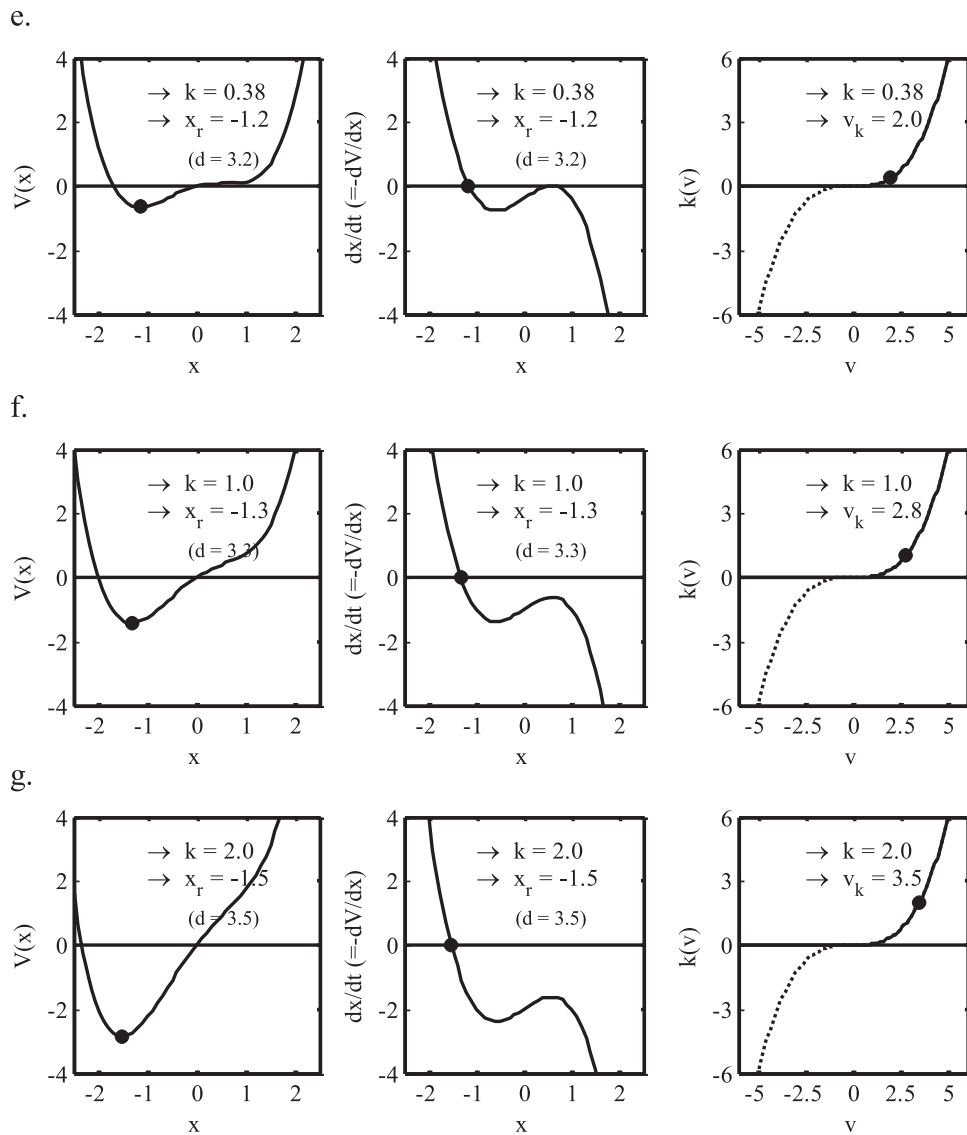 e.
4
2
0
-2
-4
V(x)
→ k = 0.38
→ x_r = -1.2
(d = 3.2)
-2 -1 0 1 2
x
4
2
0
-2
-4
dx/dt (=-dV/dx)
→ k = 0.38
→ x_r = -1.2
(d = 3.2)
-2 -1 0 1 2
x
6
3
0
-3
-6
k(v)
→ k = 0.38
→ v_k = 2.0
-5 -2.5 0 2.5 5
v
f.
4
2
0
-2
-4
V(x)
→ k = 1.0
→ x_r = -1.3
(d = 3.3)
-2 -1 0 1 2
x
4
2
0
-2
-4
dx/dt (=-dV/dx)
→ k = 1.0
→ x_r = -1.3
(d = 3.3)
-2 -1 0 1 2
x
6
3
0
-3
-6
k(v)
→ k = 1.0
→ v_k = 2.8
-5 -2.5 0 2.5 5
v
g.
4
2
0
-2
-4
V(x)
→ k = 2.0
→ x_r = -1.5
(d = 3.5)
-2 -1 0 1 2
x
4
2
0
-2
-4
dx/dt (=-dV/dx)
→ k = 2.0
→ x_r = -1.5
(d = 3.5)
-2 -1 0 1 2
x
6
3
0
-3
-6
k(v)
→ k = 2.0
→ v_k = 3.5
-5 -2.5 0 2.5 5
v